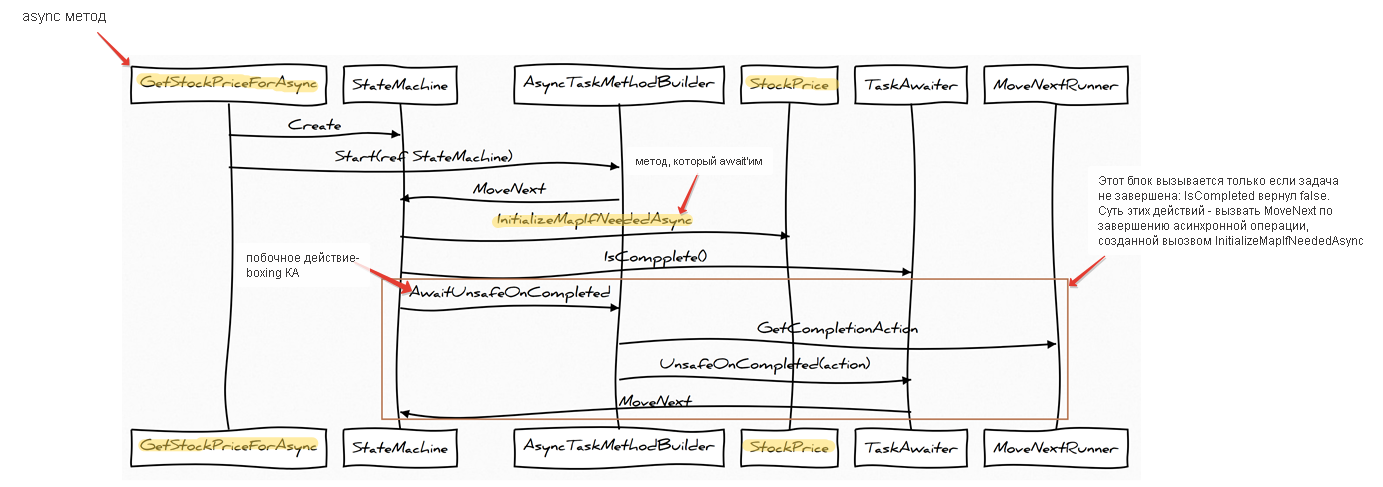 async метод
GetStockPriceForAsync
StateMachine
AsyncTaskMethodBuilder
StockPrice
TaskAwaiter
MoveNextRunner
Create
Start(ref StateMachine)
метод, который await'им
MoveNext
Этот блок вызывается только если задача
не завершена: IsCompleted вернул false.
Суть этих действий - вызвать MoveNext по
завершению асинхронной операции,
созданной выозвом InitializeMapIfNeededAsync
InitializeMapIfNeededAsync
побочное действие-
boxing КА
IsCompplete()
AwaitUnsafeOnCompleted
GetCompletionAction
UnsafeOnCompleted(action)
MoveNext
GetStockPriceForAsync
StateMachine
AsyncTaskMethodBuilder
StockPrice
TaskAwaiter
MoveNextRunner